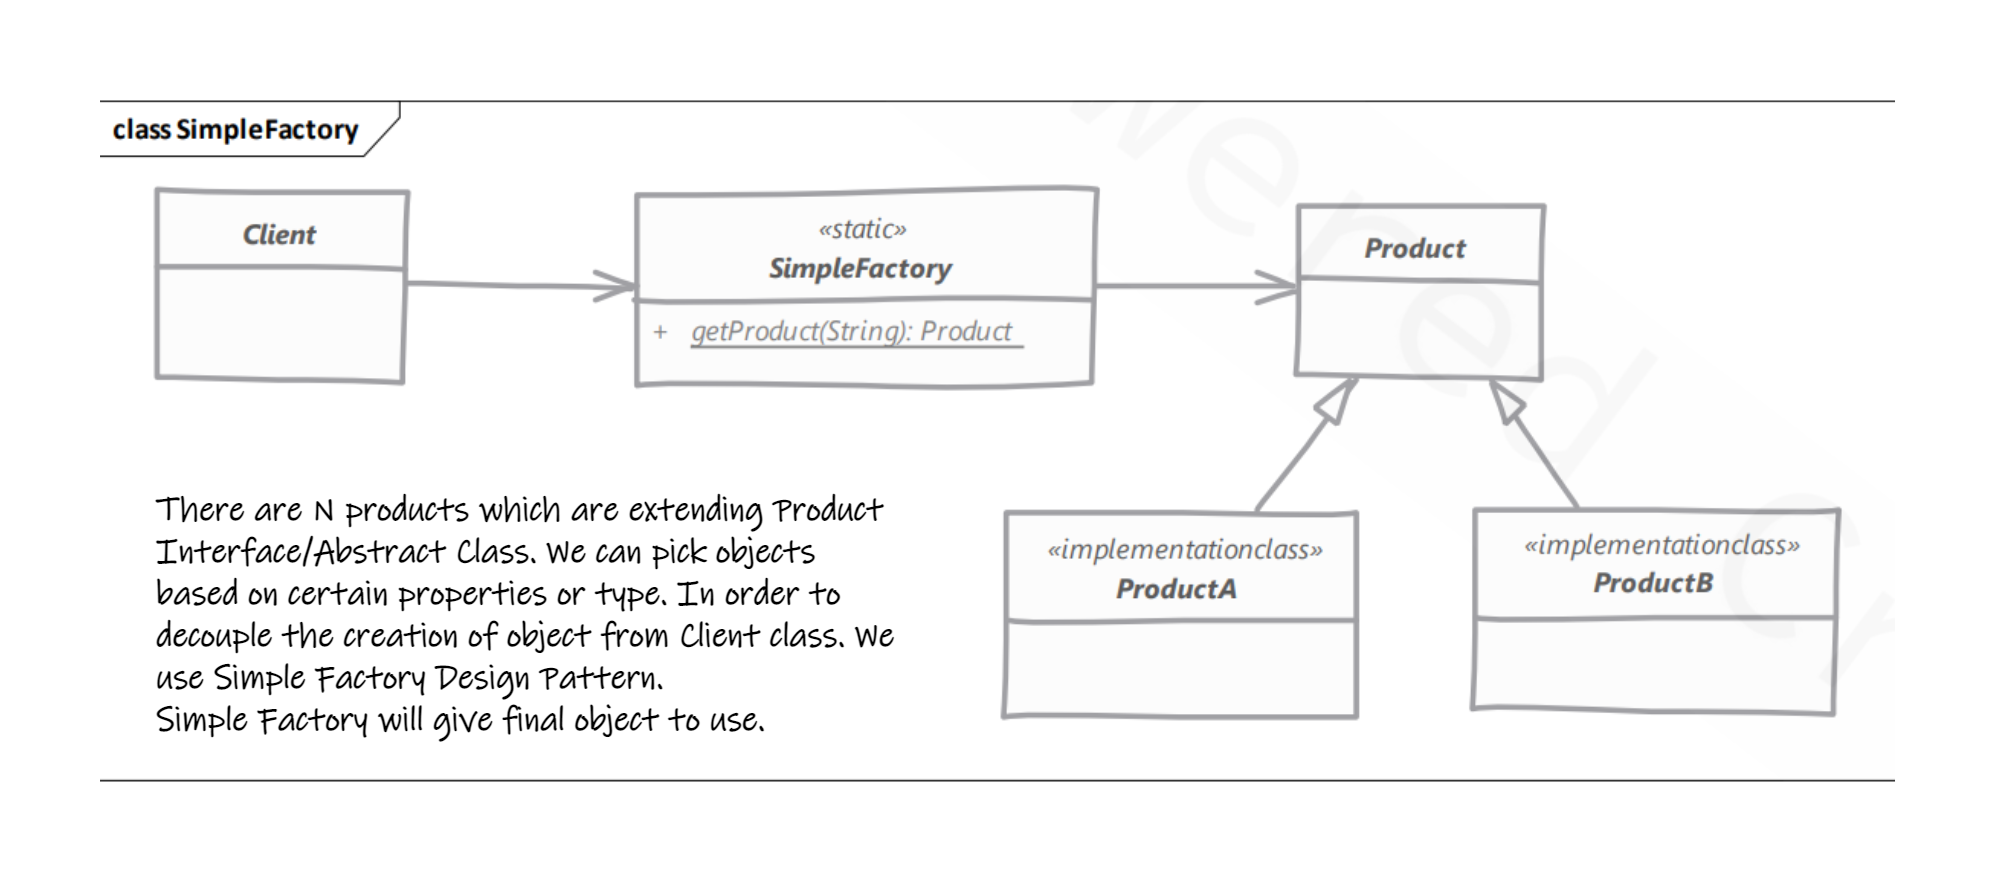 class SimpleFactory
Client
«static»
SimpleFactory
+ getProduct(String): Product
Product
There are N products which are extending Product
Interface/Abstract Class. We can pick objects
based on certain properties or type. In order to
decouple the creation of object from Client class. We
use Simple Factory Design Pattern.
Simple Factory will give final object to use.
«implementationclass»
ProductA
«implementationclass»
ProductB
wered
Cr